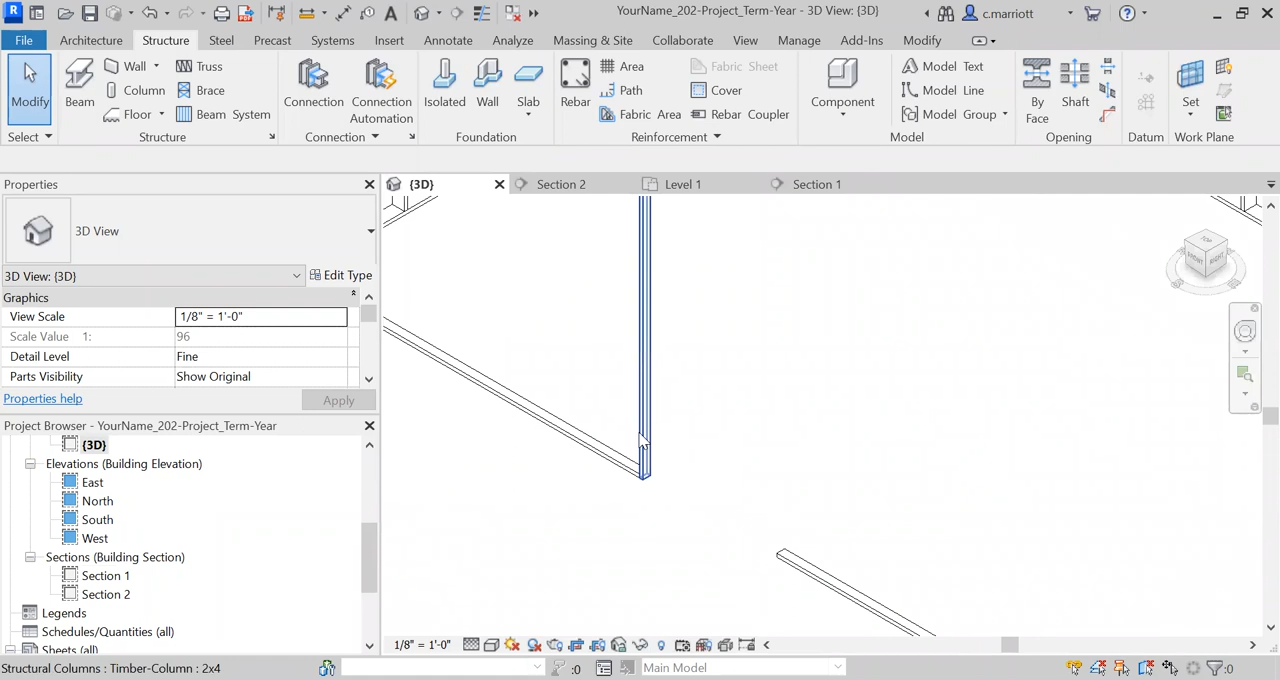 YourName_202-Project_Term-Year - 3D View: {3D}
c.marriott
File Architecture Structure Steel Precast Systems Insert Annotate Analyze Massing & Site Collaborate View Manage Add-Ins Modify
Modify
Select
Beam
Wall
Column
Floor
Truss
Brace
Beam System
Structure
Connection
Connection Automation
Connection
Isolated
Wall
Slab
Foundation
Rebar
Area
Path
Fabric Area
Fabric Sheet
Cover
Rebar Coupler
Reinforcement
Component
Model Text
Model Line
Model Group
Model
By Face
Shaft
Opening
Datum
Set
Work Plane
Properties
{3D}
Section 2
Level 1
Section 1
3D View
3D View: {3D}
Edit Type
Graphics
View Scale 1/8" = 1'-0"
Scale Value 1: 96
Detail Level Fine
Parts Visibility Show Original
Properties help
Apply
Project Browser - YourName_202-Project_Term-Year
{3D}
Elevations (Building Elevation)
East
North
South
West
Sections (Building Section)
Section 1
Section 2
Legends
Schedules/Quantities (all)
Sheets (all)
TOP
FRONT
RIGHT
1/8" = 1'-0"
Structural Columns : Timber-Column : 2x4
:0
Main Model
:0